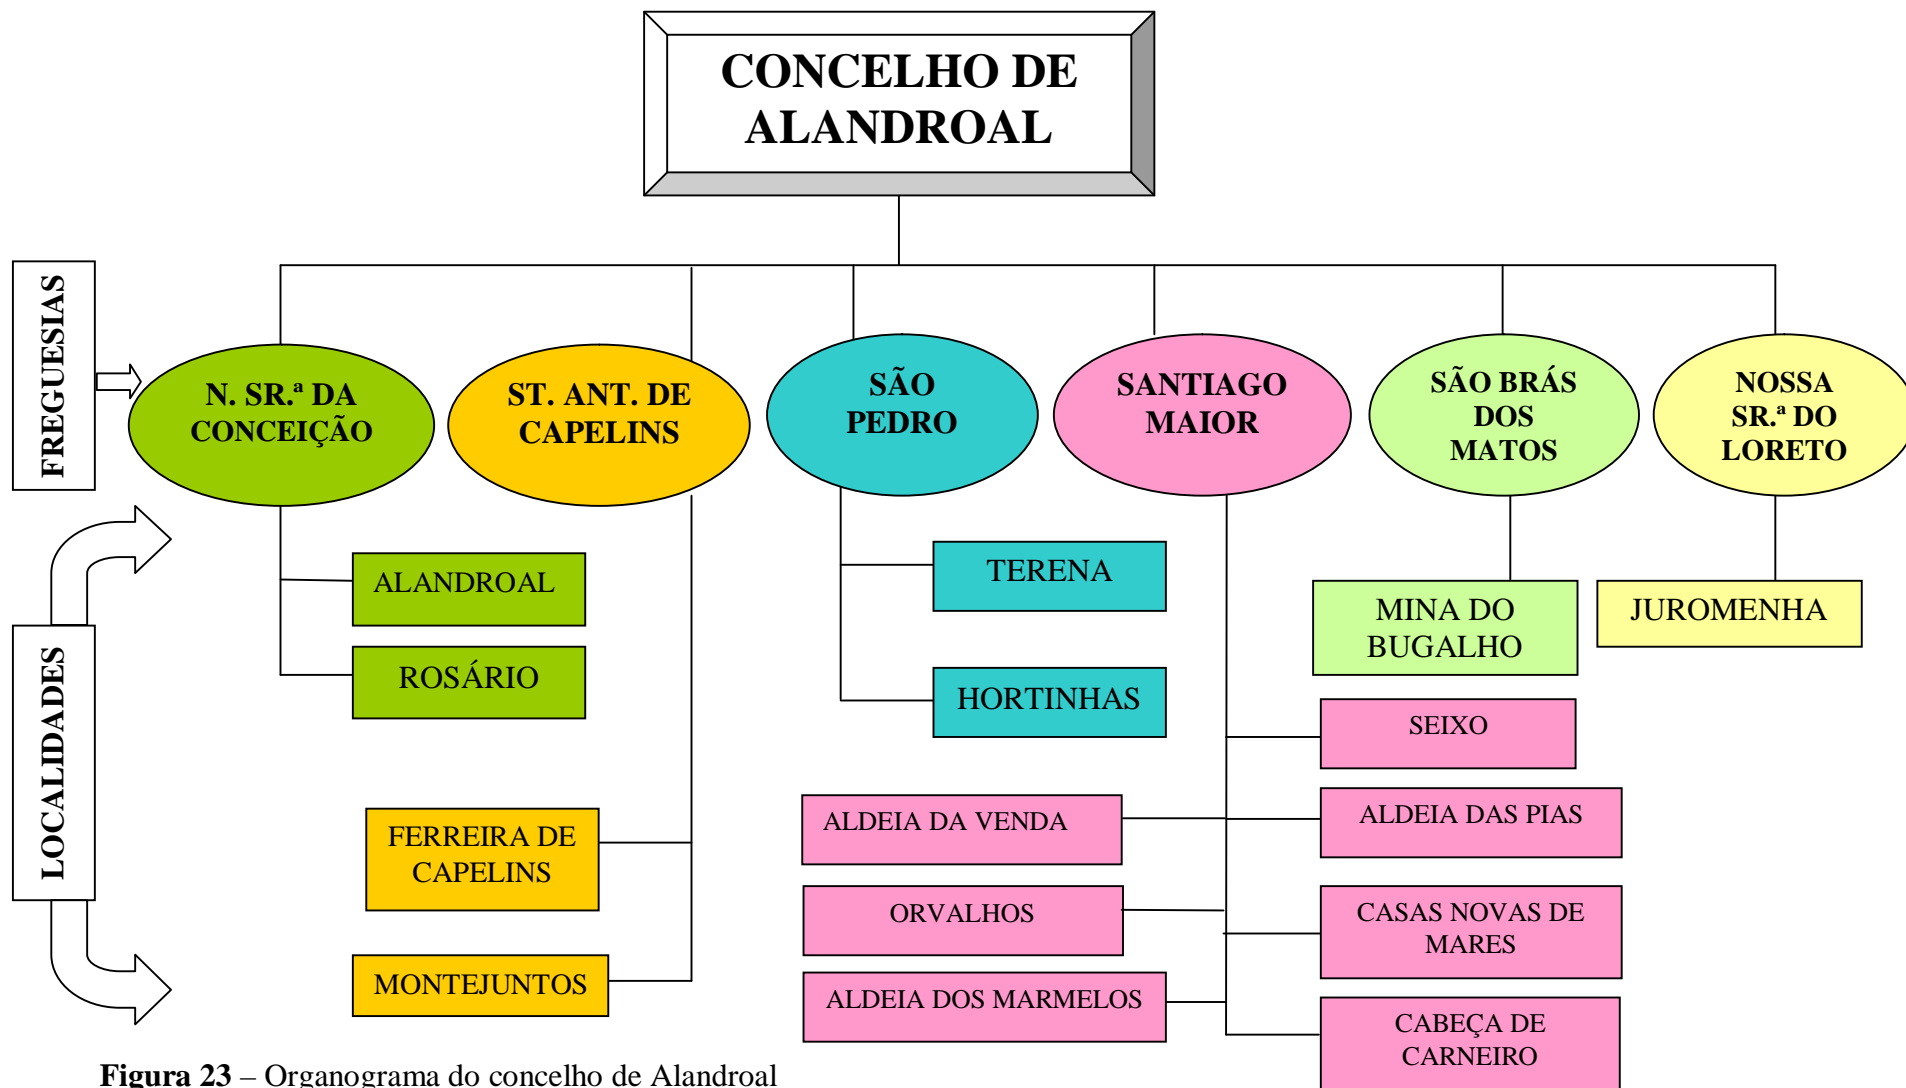 CONCELHO DE
ALANDROAL
FREGUESIAS
N. SR.ª DA
CONCEIÇÃO
ST. ANT. DE
CAPELINS
SÃO
PEDRO
SANTIAGO
MAIOR
SÃO BRÁS
DOS
MATOS
NOSSA
SR.ª DO
LORETO
LOCALIDADES
ALANDROAL
ROSÁRIO
FERREIRA DE
CAPELINS
MONTEJUNTOS
TERENA
HORTINHAS
MINA DO
BUGALHO
JUROMENHA
SEIXO
ALDEIA DA VENDA
ALDEIA DAS PIAS
ORVALHOS
CASAS NOVAS DE
MARES
ALDEIA DOS MARMELOS
CABEÇA DE
CARNEIRO
Figura 23 – Organograma do concelho de Alandroal